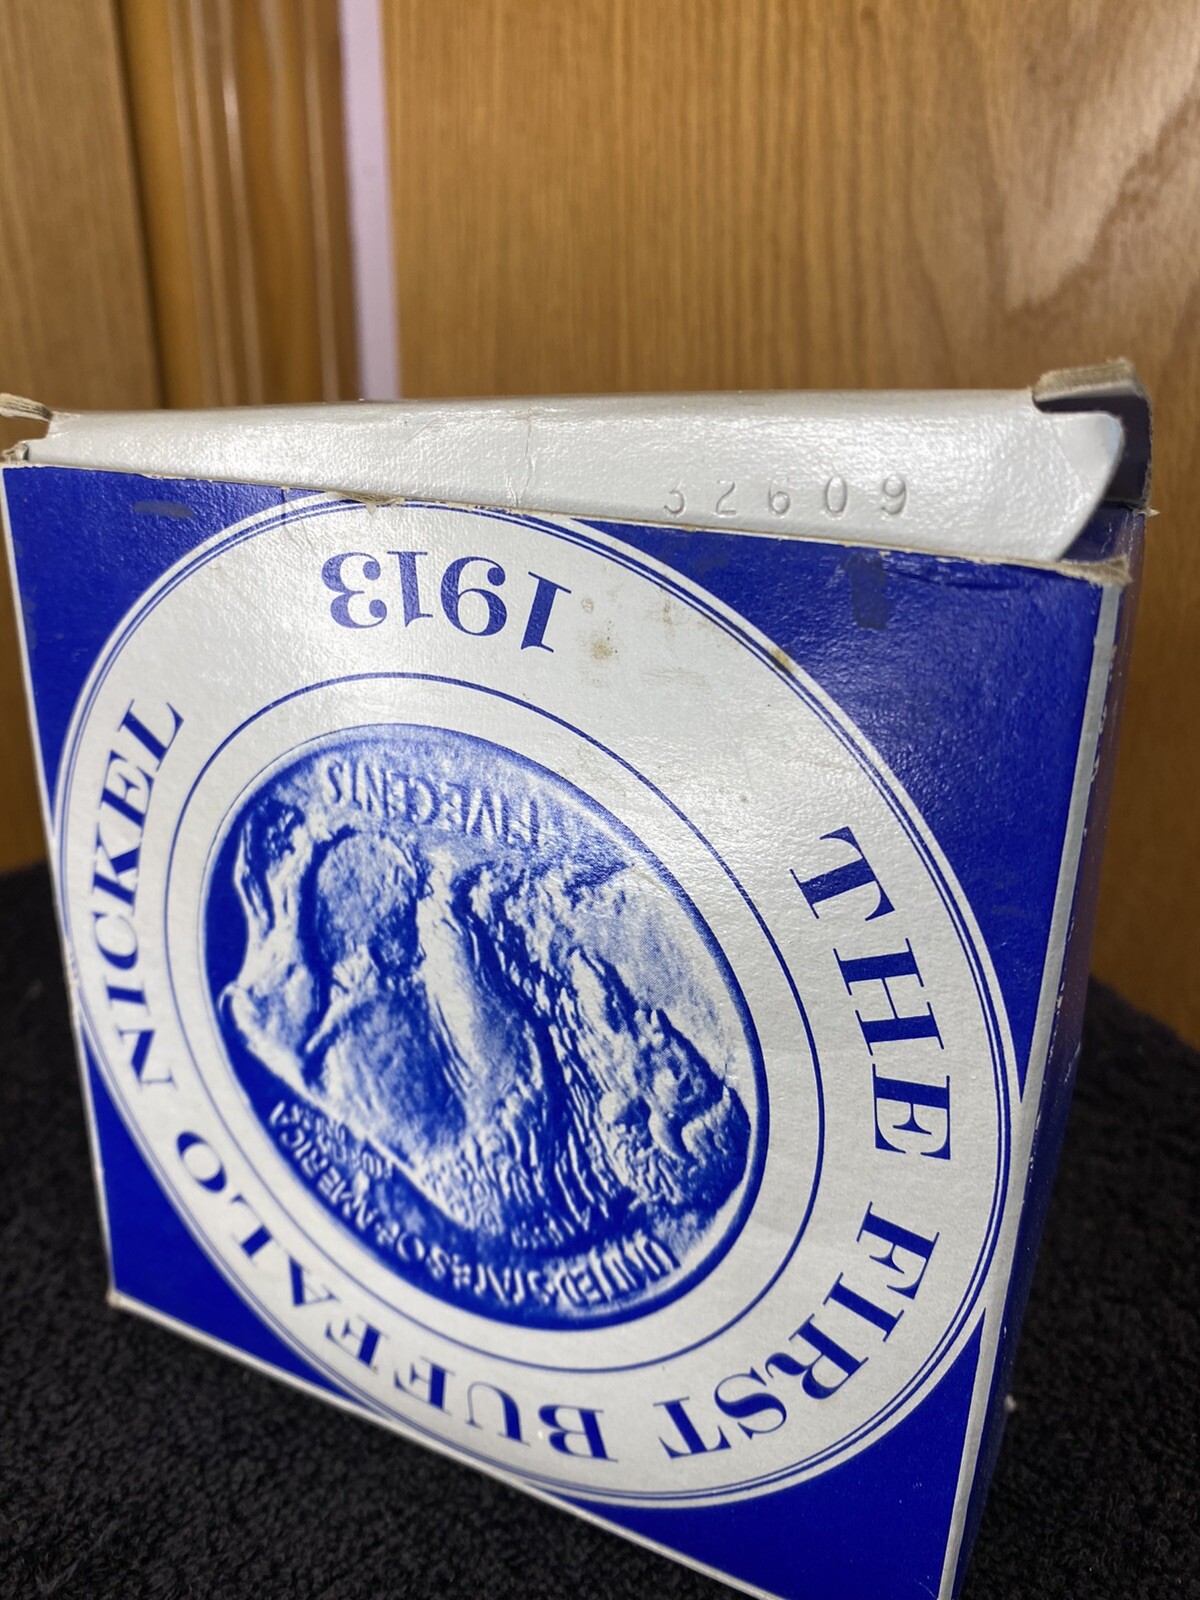 32609
THE FIRST BUFFALO NICKEL
1913
FIVE CENTS
UNITED STATES OF AMERICA